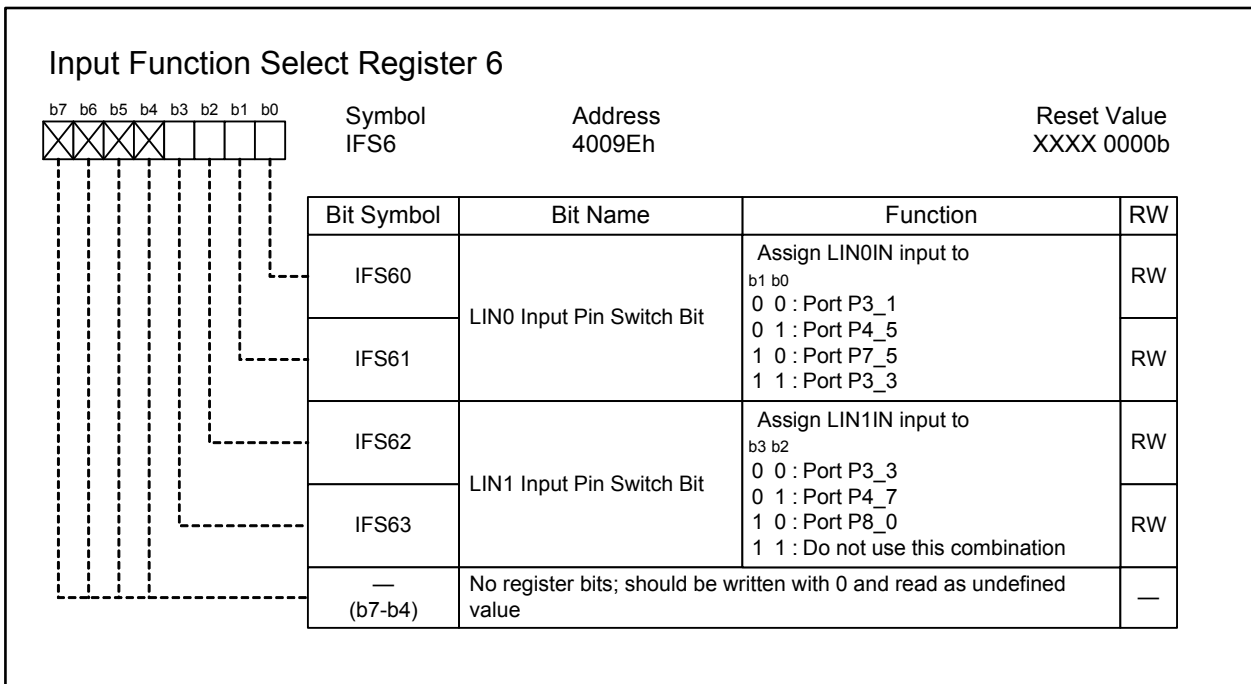 Input Function Select Register 6
b7 b6 b5 b4 b3 b2 b1 b0
Symbol Address Reset Value
IFS6 4009Eh XXXX 0000b
Bit Symbol Bit Name Function RW
IFS60 LIN0 Input Pin Switch Bit Assign LIN0IN input to RW
b1 b0
0 0 : Port P3_1
0 1 : Port P4_5
IFS61 1 0 : Port P7_5 RW
1 1 : Port P3_3
IFS62 LIN1 Input Pin Switch Bit Assign LIN1IN input to RW
b3 b2
0 0 : Port P3_3
0 1 : Port P4_7
IFS63 1 0 : Port P8_0 RW
1 1 : Do not use this combination
— No register bits; should be written with 0 and read as undefined —
(b7-b4) value